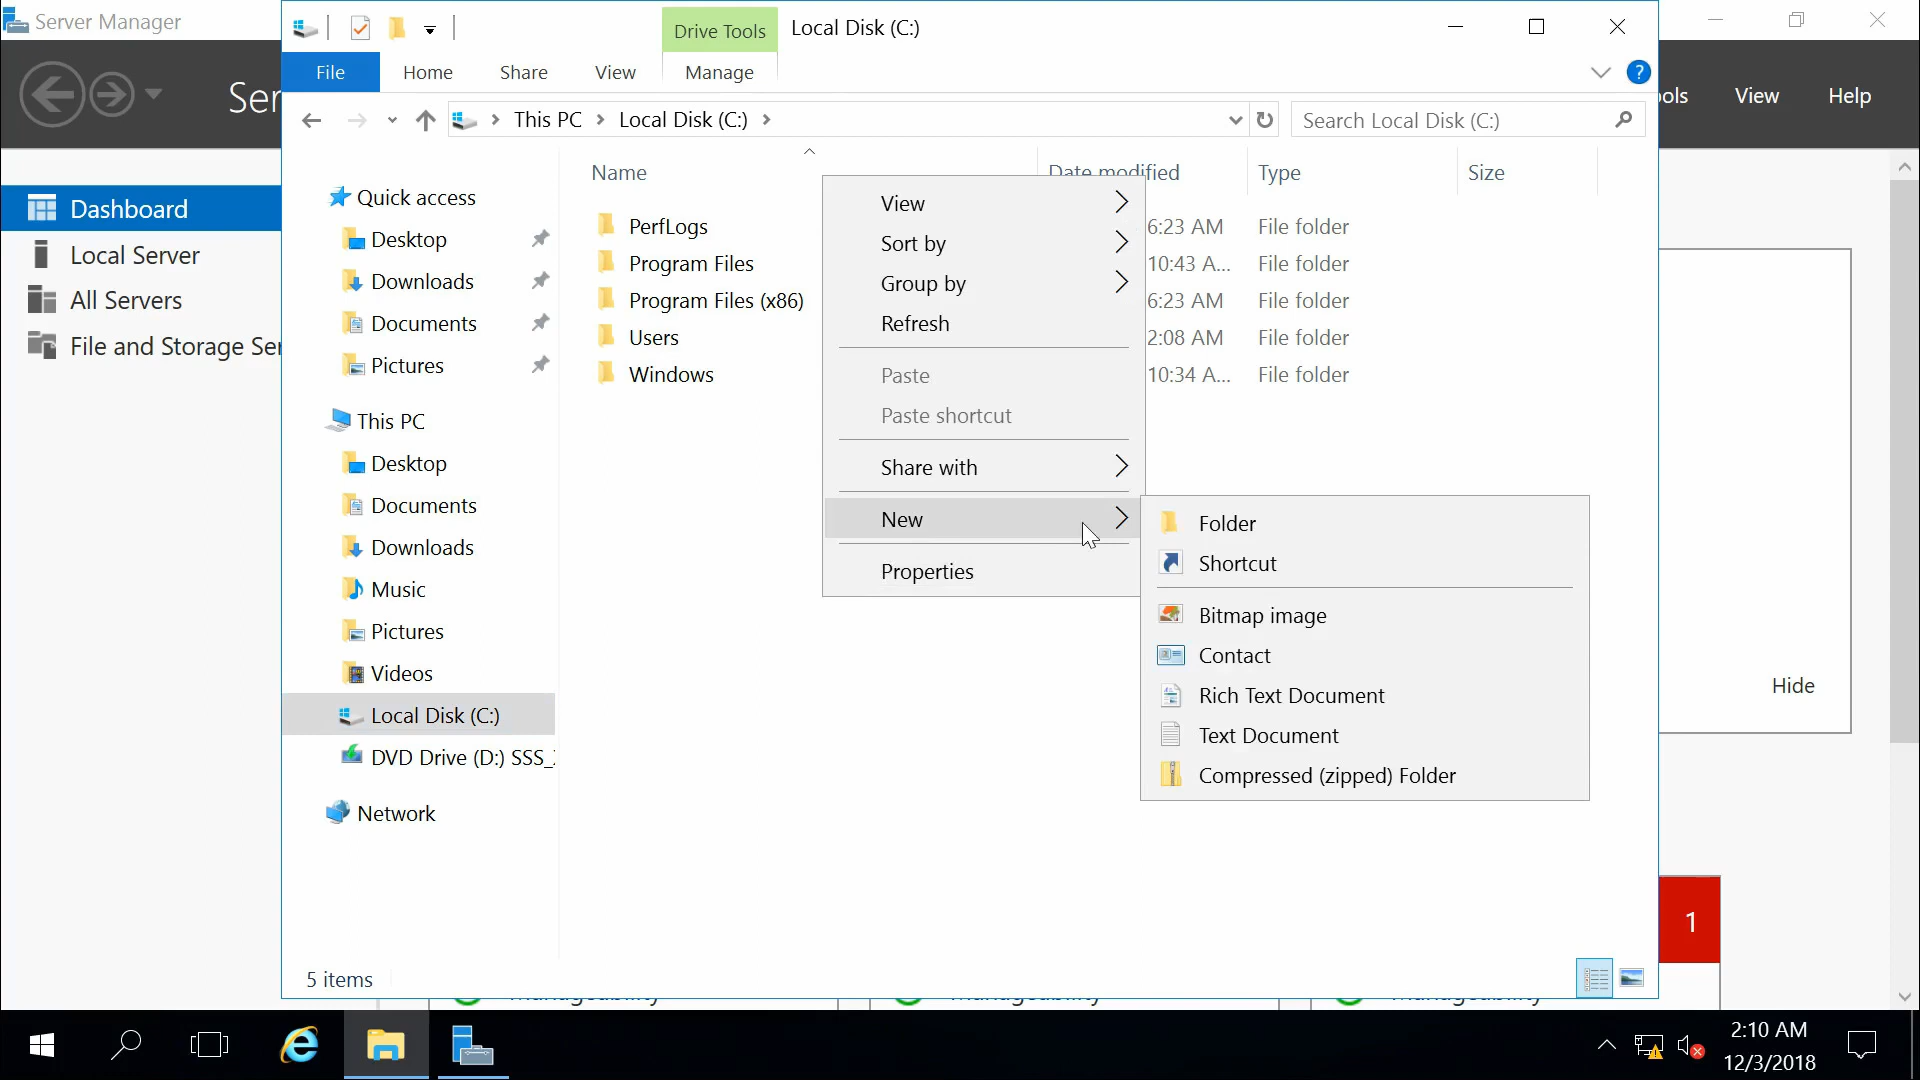 Server Manager
Drive Tools
Local Disk (C:)
File
Home
Share
View
Manage
?
Ser
ols
View
Help
This PC
Local Disk (C:)
Search Local Disk (C:)
Name
Date modified
Type
Size
Dashboard
Local Server
All Servers
File and Storage Ser
Quick access
Desktop
Downloads
Documents
Pictures
This PC
Desktop
Documents
Downloads
Music
Pictures
Videos
Local Disk (C:)
DVD Drive (D:) SSS_
Network
PerfLogs
6:23 AM
File folder
Program Files
10:43 A...
File folder
Program Files (x86)
6:23 AM
File folder
Users
2:08 AM
File folder
Windows
10:34 A...
File folder
View
Sort by
Group by
Refresh
Paste
Paste shortcut
Share with
New
Properties
Folder
Shortcut
Bitmap image
Contact
Rich Text Document
Text Document
Compressed (zipped) Folder
Hide
1
5 items
Manageability
Manageability
Manageability
2:10 AM
12/3/2018